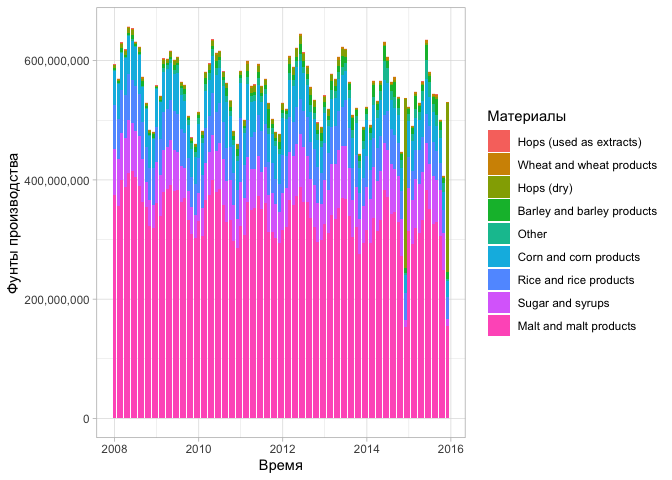 600,000,000
400,000,000
200,000,000
0
Фунты производства
2008
2010
2012
2014
2016
Время
Материалы
Hops (used as extracts)
Wheat and wheat products
Hops (dry)
Barley and barley products
Other
Corn and corn products
Rice and rice products
Sugar and syrups
Malt and malt products